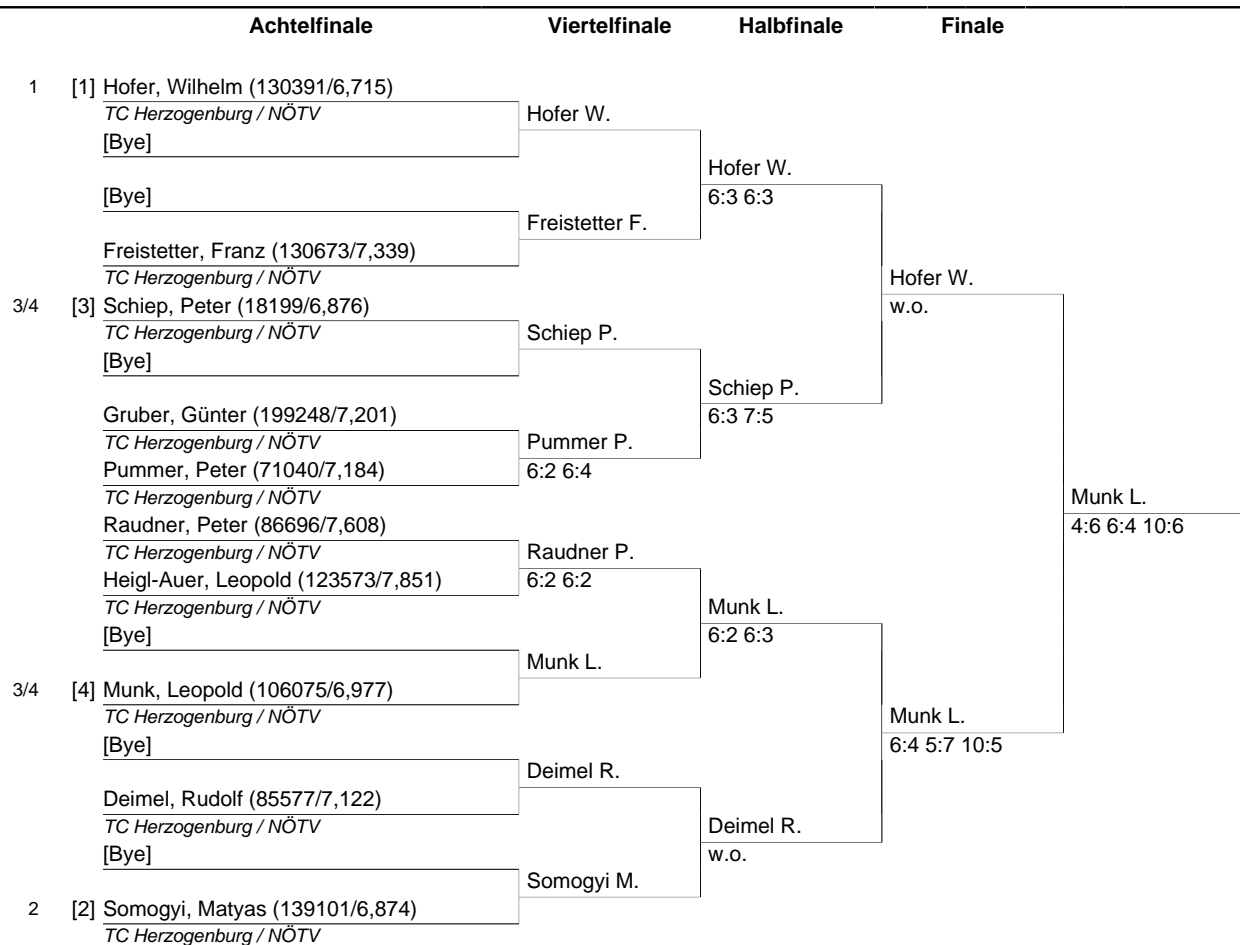 Achtelfinale Viertelfinale Halbfinale Finale
1 [1] Hofer, Wilhelm (130391/6,715)
TC Herzogenburg / NÖTV Hofer W.
[Bye]
Hofer W.
[Bye] 6:3 6:3
Freistetter F.
Freistetter, Franz (130673/7,339)
TC Herzogenburg / NÖTV Hofer W.
3/4 [3] Schiep, Peter (18199/6,876) w.o.
TC Herzogenburg / NÖTV Schiep P.
[Bye]
Schiep P.
Gruber, Günter (199248/7,201) 6:3 7:5
TC Herzogenburg / NÖTV Pummer P.
Pummer, Peter (71040/7,184) 6:2 6:4
TC Herzogenburg / NÖTV Munk L.
Raudner, Peter (86696/7,608) 4:6 6:4 10:6
TC Herzogenburg / NÖTV Raudner P.
Heigl-Auer, Leopold (123573/7,851) 6:2 6:2
TC Herzogenburg / NÖTV Munk L.
[Bye] 6:2 6:3
Munk L.
3/4 [4] Munk, Leopold (106075/6,977)
TC Herzogenburg / NÖTV Munk L.
[Bye] 6:4 5:7 10:5
Deimel R.
Deimel, Rudolf (85577/7,122)
TC Herzogenburg / NÖTV Deimel R.
[Bye] w.o.
Somogyi M.
2 [2] Somogyi, Matyas (139101/6,874)
TC Herzogenburg / NÖTV